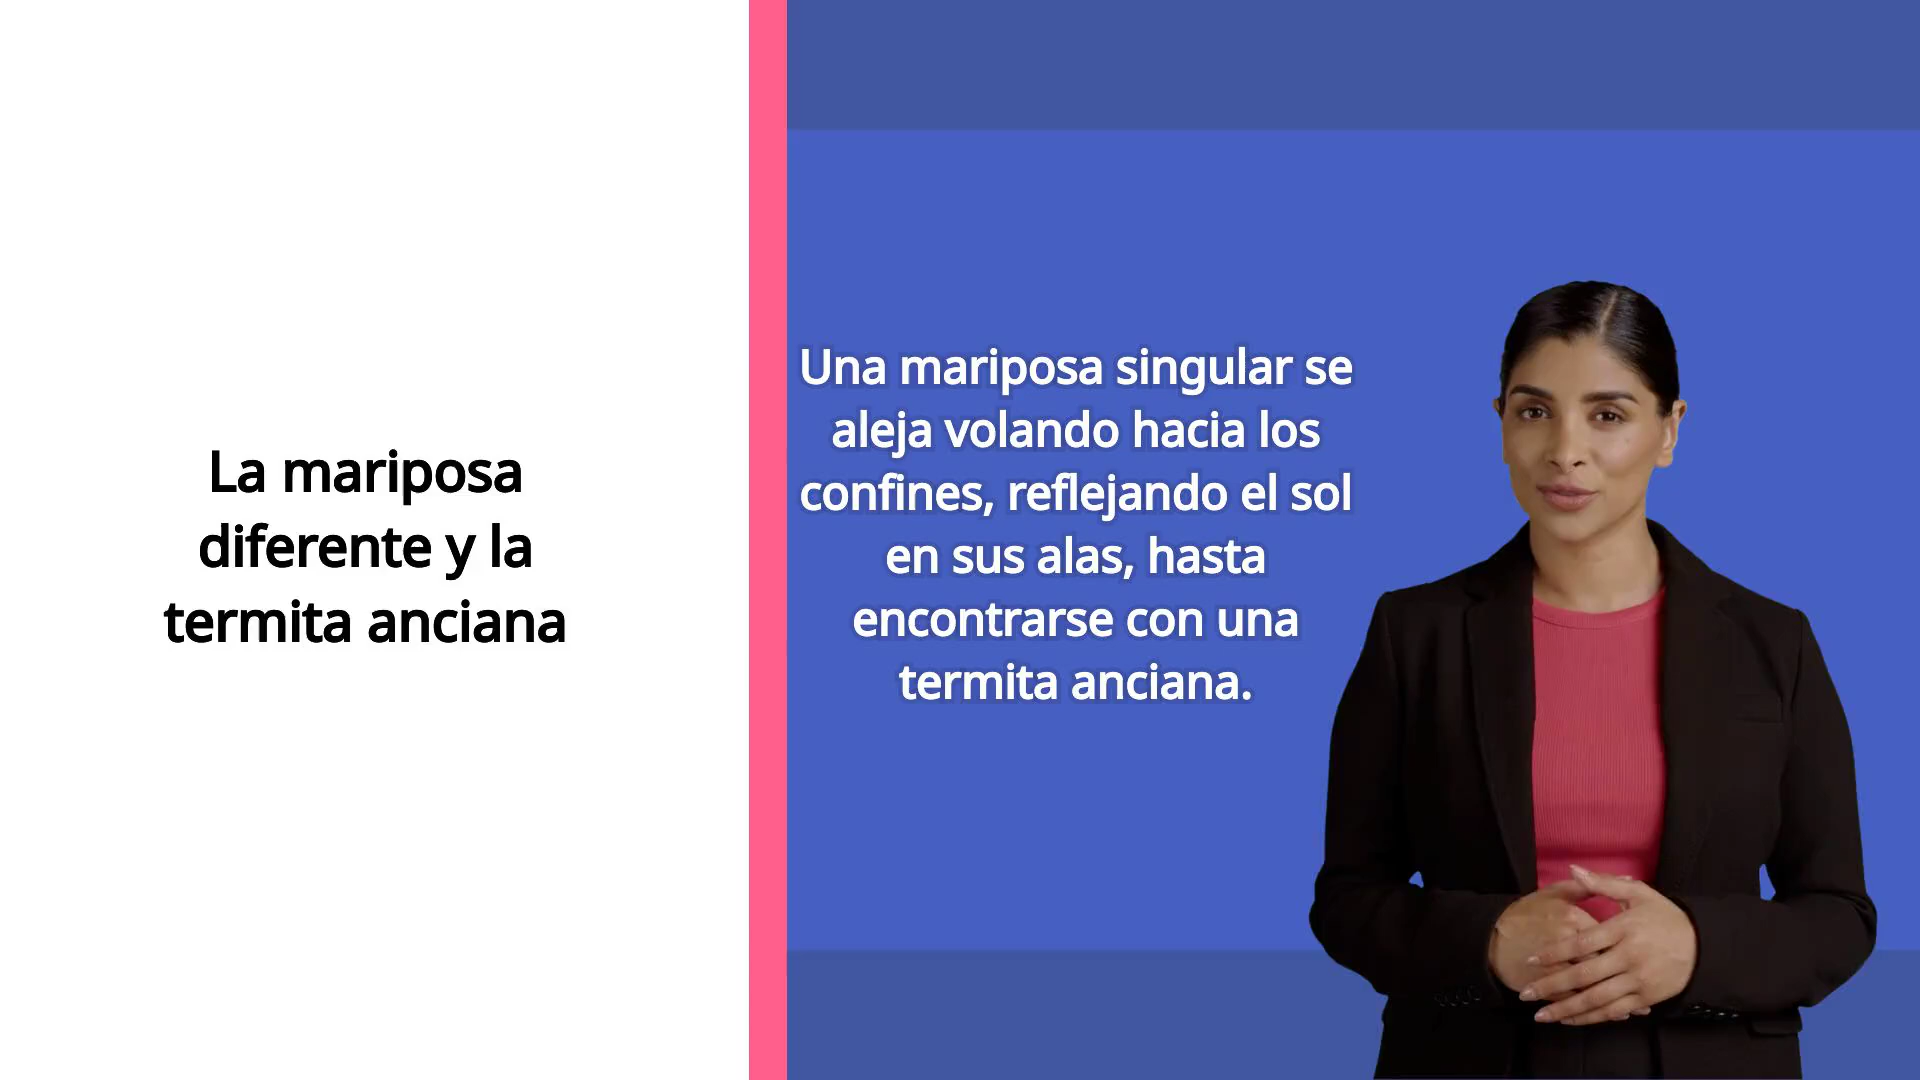 La mariposa
diferente y la
termita anciana
Una mariposa singular se
aleja volando hacia los
confines, reflejando el sol
en sus alas, hasta
encontrarse con una
termita anciana.